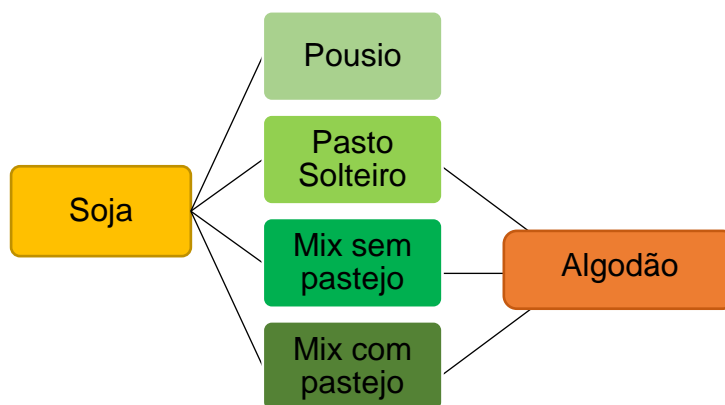 Pousio
Pasto
Solteiro
Soja
Mix sem
pastejo
Algodão
Mix com
pastejo